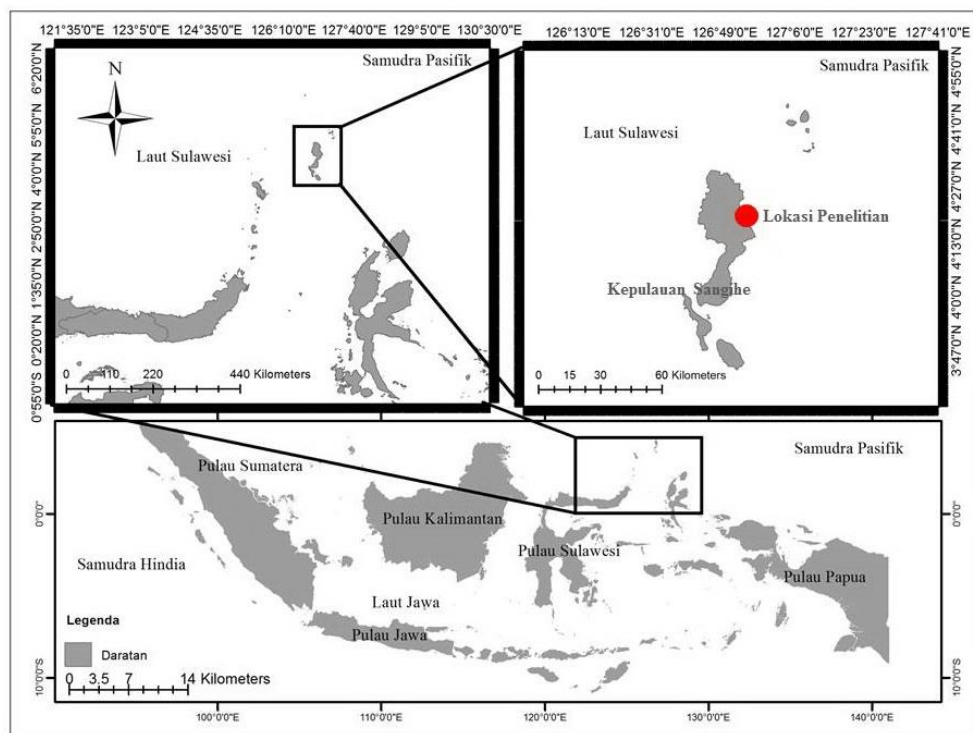 121°35'0"E 123°5'0"E 124°35'0"E 126°10'0"E 127°40'0"E 129°5'0"E 130°30'0"E
126°13'0"E 126°31'0"E 126°49'0"E 127°6'0"E 127°23'0"E 127°41'0"E
6°20'0"N
5°5'0"N
4°0'0"N
2°50'0"N
1°35'0"N
0°20'0"N
0°55'0"S
Samudra Pasifik
N
Laut Sulawesi
0 110 220 440 Kilometers
Samudra Pasifik
Laut Sulawesi
Lokasi Penelitian
Kepulauan Sangihe
0 15 30 60 Kilometers
4°55'0"N
4°41'0"N
4°27'0"N
4°13'0"N
4°0'0"N
3°47'0"N
Samudra Pasifik
Pulau Sumatera
Pulau Kalimantan
Pulau Sulawesi
Samudra Hindia
Pulau Papua
Laut Jawa
Pulau Jawa
Legenda
Daratan
0 3.5 7 14 Kilometers
0°0'0"
10°0'0"S
0°0'0"
10°0'0"S
100°0'0"E 110°0'0"E 120°0'0"E 130°0'0"E 140°0'0"E